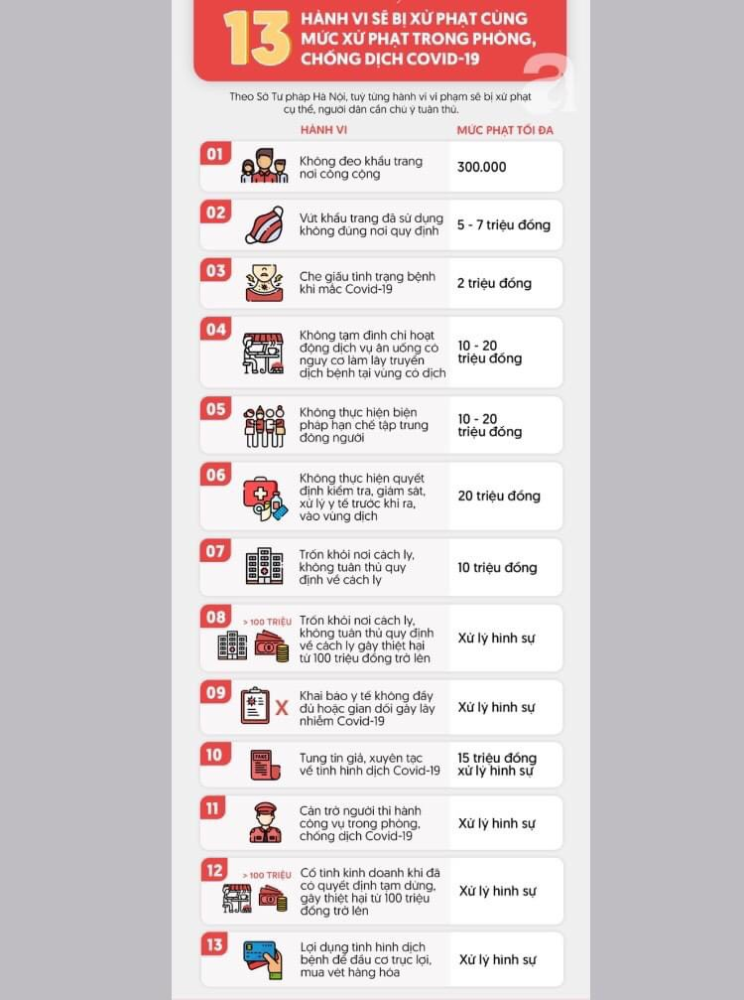 13
HÀNH VI SẼ BỊ XỬ PHẠT CÙNG
MỨC XỬ PHẠT TRONG PHÒNG,
CHỐNG DỊCH COVID-19
a
Theo Sở Tư pháp Hà Nội, tuỳ từng hành vi vi phạm sẽ bị xử phạt
cụ thể, người dân cần chú ý tuân thủ.
HÀNH VI
MỨC PHẠT TỐI ĐA
01
Không đeo khẩu trang
nơi công cộng
300.000
02
Vứt khẩu trang đã sử dụng
không đúng nơi quy định
5 - 7 triệu đồng
03
Che giấu tình trạng bệnh
khi mắc Covid-19
2 triệu đồng
04
Không tạm đình chỉ hoạt
động dịch vụ ăn uống có
nguy cơ làm lây truyền
dịch bệnh tại vùng có dịch
10 - 20
triệu đồng
05
Không thực hiện biện
pháp hạn chế tập trung
đông người
10 - 20
triệu đồng
06
Không thực hiện quyết
định kiểm tra, giám sát,
xử lý y tế trước khi ra,
vào vùng dịch
20 triệu đồng
07
Trốn khỏi nơi cách ly,
không tuân thủ quy
định về cách ly
10 triệu đồng
08
> 100 TRIỆU
Trốn khỏi nơi cách ly,
không tuân thủ quy định
về cách ly gây thiệt hại
từ 100 triệu đồng trở lên
Xử lý hình sự
09
X
Khai báo y tế không đầy
đủ hoặc gian dối gây lây
nhiễm Covid-19
Xử lý hình sự
10
FAKE
Tung tin giả, xuyên tạc
về tình hình dịch Covid-19
15 triệu đồng
xử lý hình sự
11
Cản trở người thi hành
công vụ trong phòng,
chống dịch Covid-19
Xử lý hình sự
12
> 100 TRIỆU
Cố tình kinh doanh khi đã
có quyết định tạm dừng,
gây thiệt hại từ 100 triệu
đồng trở lên
Xử lý hình sự
13
Lợi dụng tình hình dịch
bệnh để đầu cơ trục lợi,
mua vét hàng hóa
Xử lý hình sự